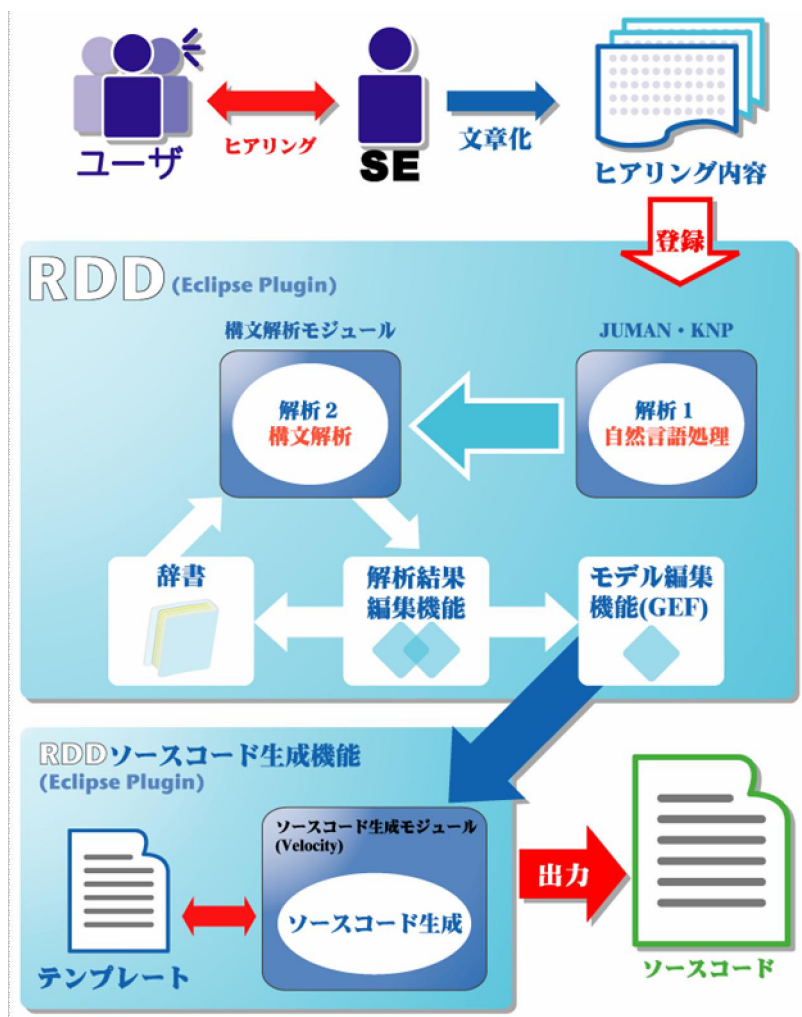 ユーザ
ヒアリング
SE
文章化
ヒアリング内容
登録
RDD (Eclipse Plugin)
構文解析モジュール
JUMAN・KNP
解析2
構文解析
解析1
自然言語処理
辞書
解析結果
編集機能
モデル編集
機能(GEF)
RDDソースコード生成機能
(Eclipse Plugin)
ソースコード生成モジュール
(Velocity)
ソースコード生成
テンプレート
出力
ソースコード